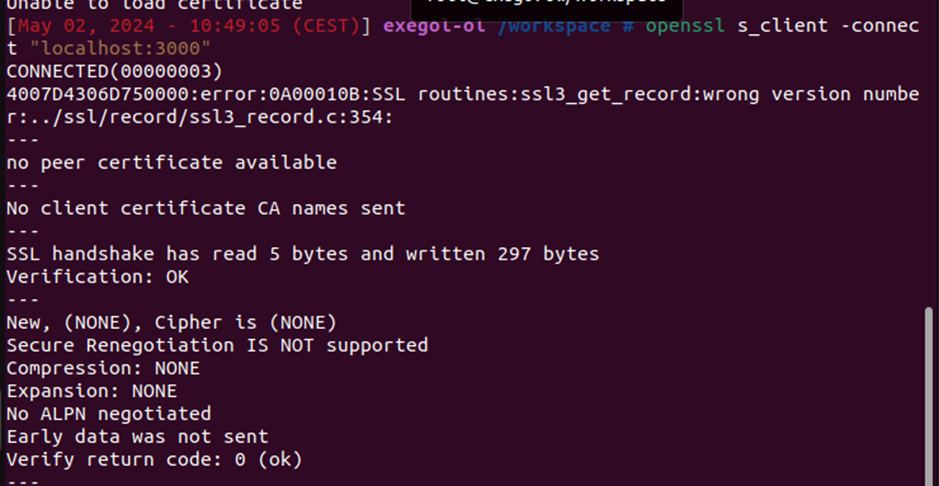 Unable to load certificate
[May 02, 2024 - 10:49:05 (CEST)] exegol-ol /workspace # openssl s_client -connec
t "localhost:3000"
CONNECTED(00000003)
4007D4306D750000:error:0A00010B:SSL routines:ssl3_get_record:wrong version numbe
r:../ssl/record/ssl3_record.c:354:
---
no peer certificate available
---
No client certificate CA names sent
---
SSL handshake has read 5 bytes and written 297 bytes
Verification: OK
---
New, (NONE), Cipher is (NONE)
Secure Renegotiation IS NOT supported
Compression: NONE
Expansion: NONE
No ALPN negotiated
Early data was not sent
Verify return code: 0 (ok)
---